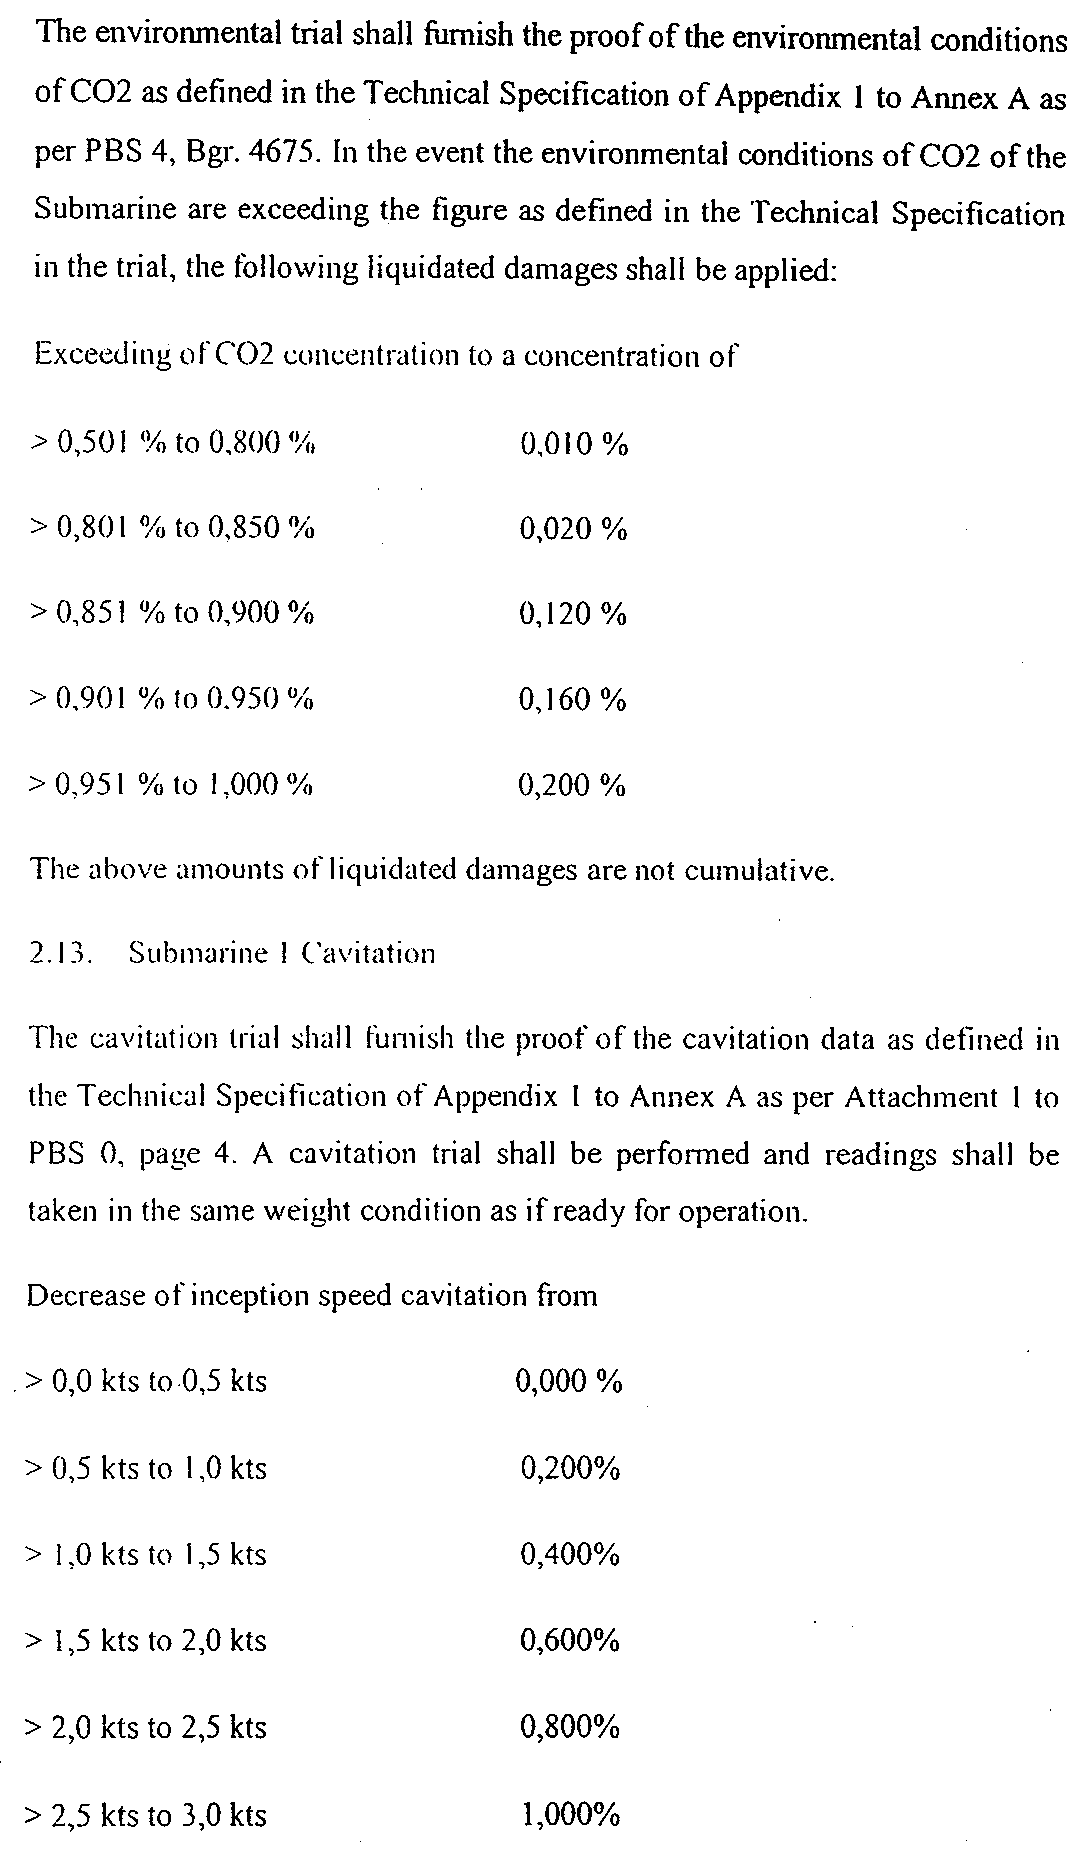 The environmental trial shall furnish the proof of the environmental conditions
of CO2 as defined in the Technical Specification of Appendix 1 to Annex A as
per PBS 4, Bgr. 4675. In the event the environmental conditions of CO2 of the
Submarine are exceeding the figure as defined in the Technical Specification
in the trial, the following liquidated damages shall be applied:
Exceeding of CO2 concentration to a concentration of
> 0,501 % to 0,800 % 0,010 %
> 0,801 % to 0,850 % 0,020 %
> 0,851 % to 0,900 % 0,120 %
> 0,901 % to 0.950 % 0,160 %
> 0,951 % to 1,000 % 0,200 %
The above amounts of liquidated damages are not cumulative.
2.13. Submarine 1 Cavitation
The cavitation trial shall furnish the proof of the cavitation data as defined in
the Technical Specification of Appendix 1 to Annex A as per Attachment 1 to
PBS 0, page 4. A cavitation trial shall be performed and readings shall be
taken in the same weight condition as if ready for operation.
Decrease of inception speed cavitation from
> 0,0 kts to 0,5 kts 0,000 %
> 0,5 kts to 1,0 kts 0,200%
> 1,0 kts to 1,5 kts 0,400%
> 1,5 kts to 2,0 kts 0,600%
> 2,0 kts to 2,5 kts 0,800%
> 2,5 kts to 3,0 kts 1,000%